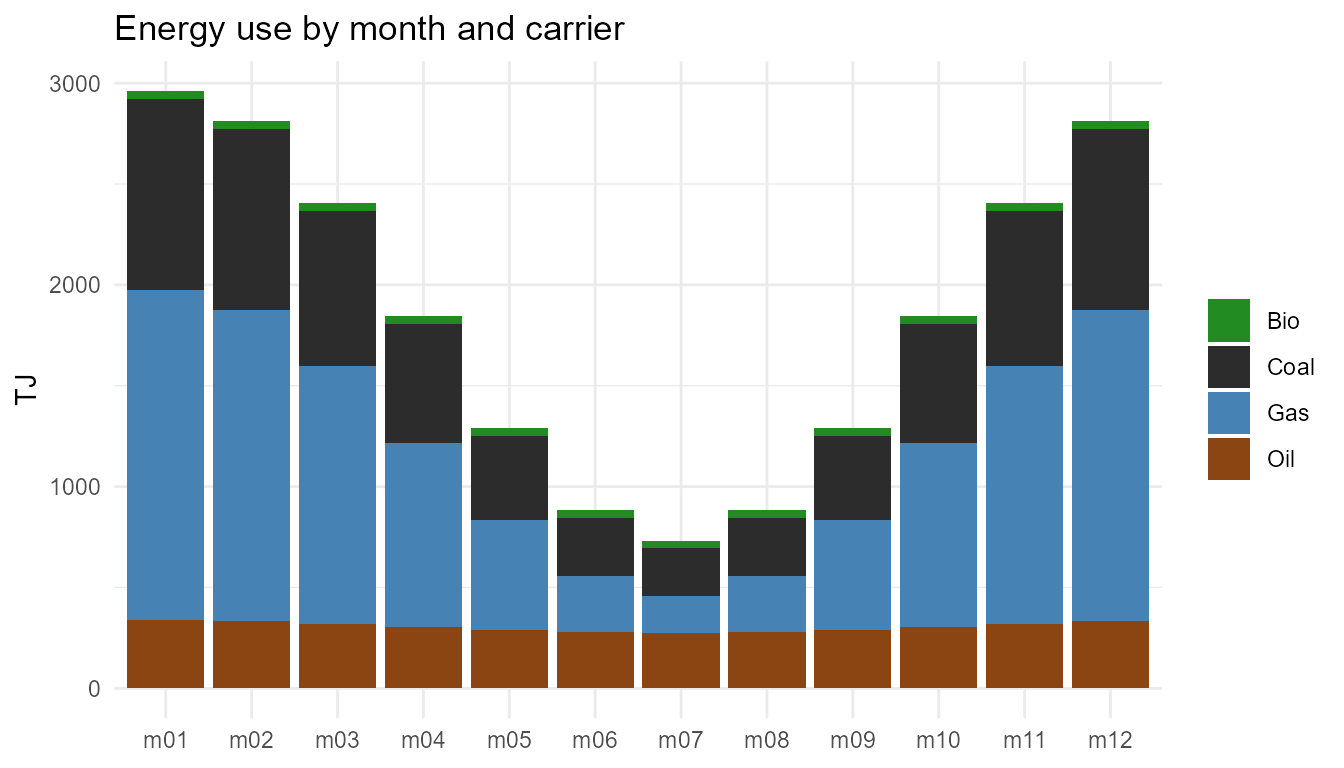 Energy use by month and carrier
TJ
3000
2000
1000
0
m01 m02 m03 m04 m05 m06 m07 m08 m09 m10 m11 m12
Bio
Coal
Gas
Oil